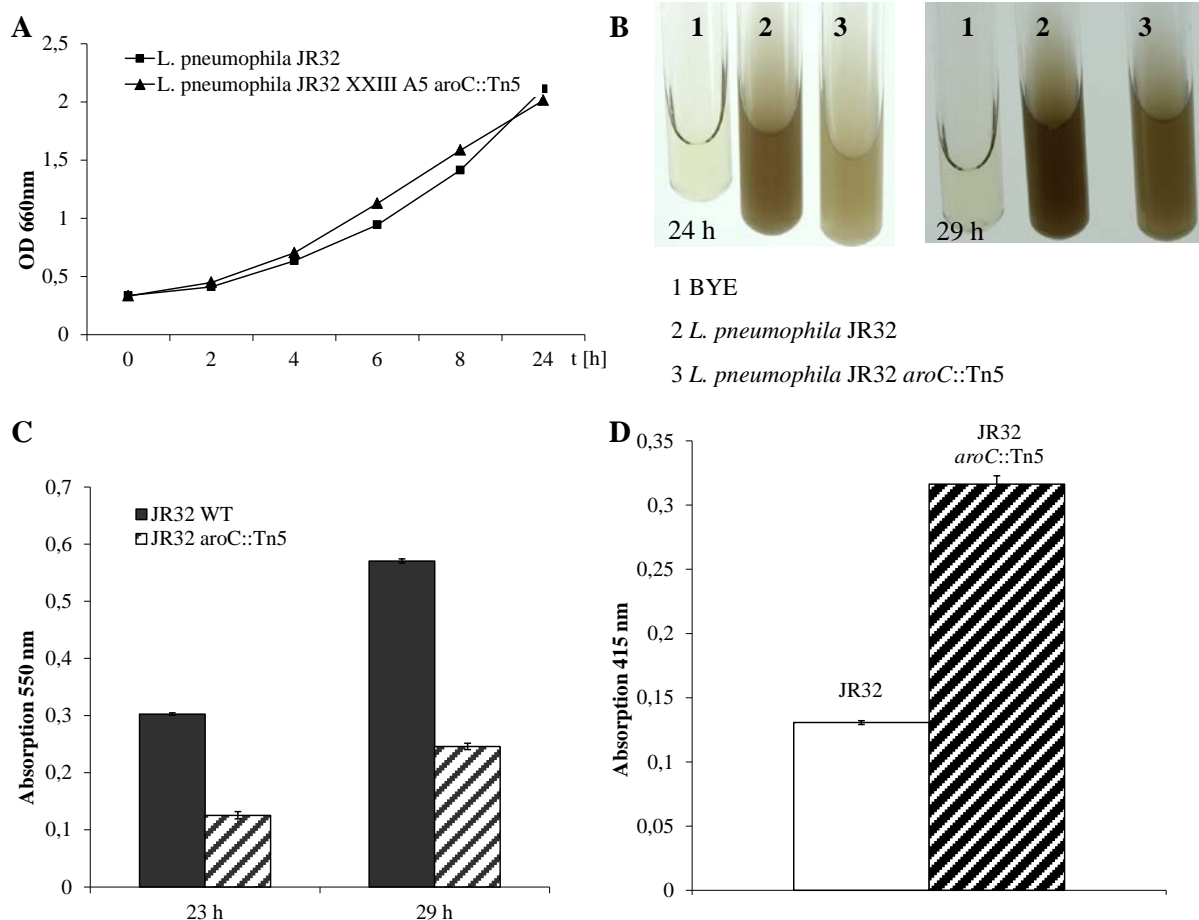 A
2,5
2
1,5
1
0,5
0
OD 660nm
L. pneumophila JR32
L. pneumophila JR32 XXIII A5 aroC::Tn5
0 2 4 6 8 24 t [h]
B
1 2 3
24 h
1 2 3
29 h
1 BYE
2 L. pneumophila JR32
3 L. pneumophila JR32 aroC::Tn5
C
0,7
0,6
0,5
0,4
0,3
0,2
0,1
0
Absorption 550 nm
JR32 WT
JR32 aroC::Tn5
23 h 29 h
D
0,35
0,3
0,25
0,2
0,15
0,1
0,05
0
Absorption 415 nm
JR32
JR32
aroC::Tn5